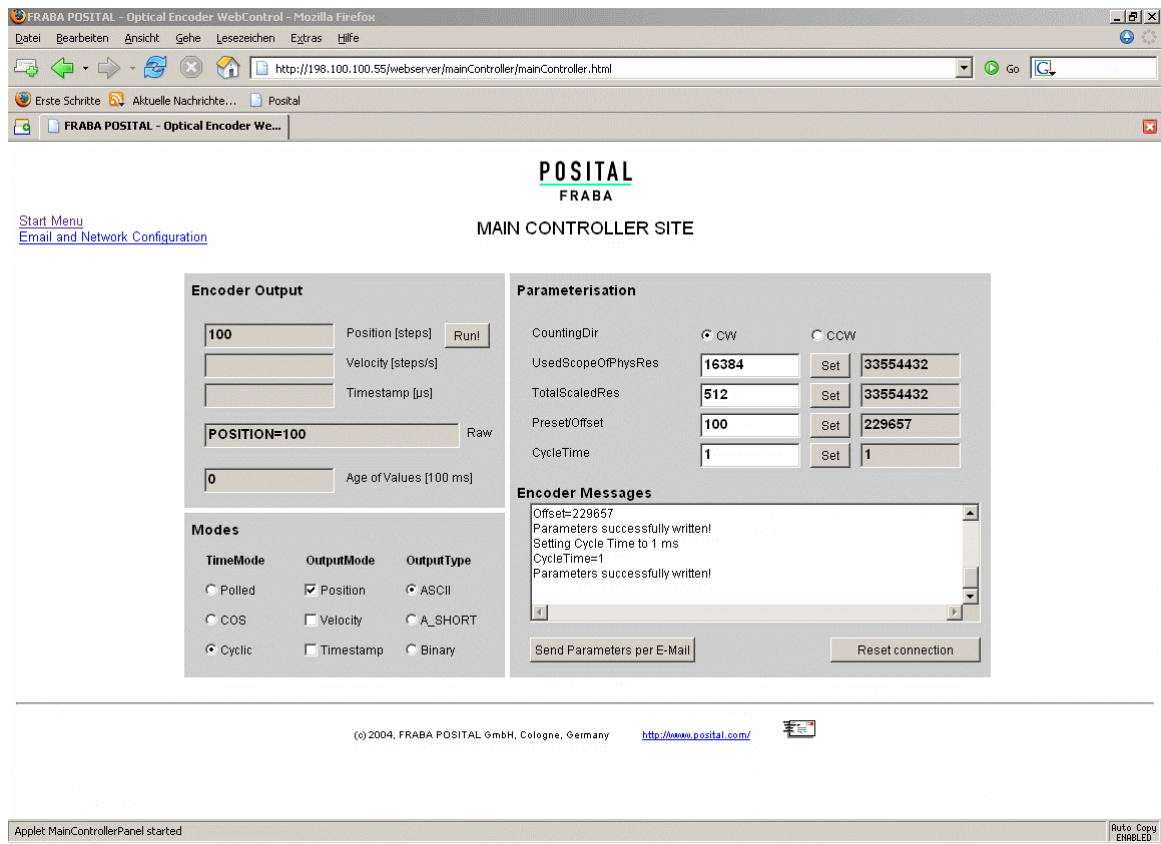 FRABA POSITAL - Optical Encoder WebControl - Mozilla Firefox
Datei Bearbeiten Ansicht Gehe Lesezeichen Extras Hilfe
http://198.100.100.55/webserver/mainController/mainController.html Go G
Erste Schritte Aktuelle Nachrichte... Posital
FRABA POSITAL - Optical Encoder We...
POSITAL
FRABA
Start Menu
Email and Network Configuration
MAIN CONTROLLER SITE
Encoder Output
100 Position [steps] Run!
Velocity [steps/s]
Timestamp [µs]
POSITION=100 Raw
0 Age of Values [100 ms]
Modes
TimeMode OutputMode OutputType
Polled Position ASCII
COS Velocity A_SHORT
Cyclic Timestamp Binary
Parameterisation
CountingDir CW CCW
UsedScopeOfPhysRes 16384 Set 33554432
TotalScaledRes 512 Set 33554432
Preset/Offset 100 Set 229657
CycleTime 1 Set 1
Encoder Messages
Offset=229657
Parameters successfully written!
Setting Cycle Time to 1 ms
CycleTime=1
Parameters successfully written!
Send Parameters per E-Mail Reset connection
(c) 2004, FRABA POSITAL GmbH, Cologne, Germany http://www.posital.com/
Applet MainControllerPanel started
Auto Copy
ENABLED